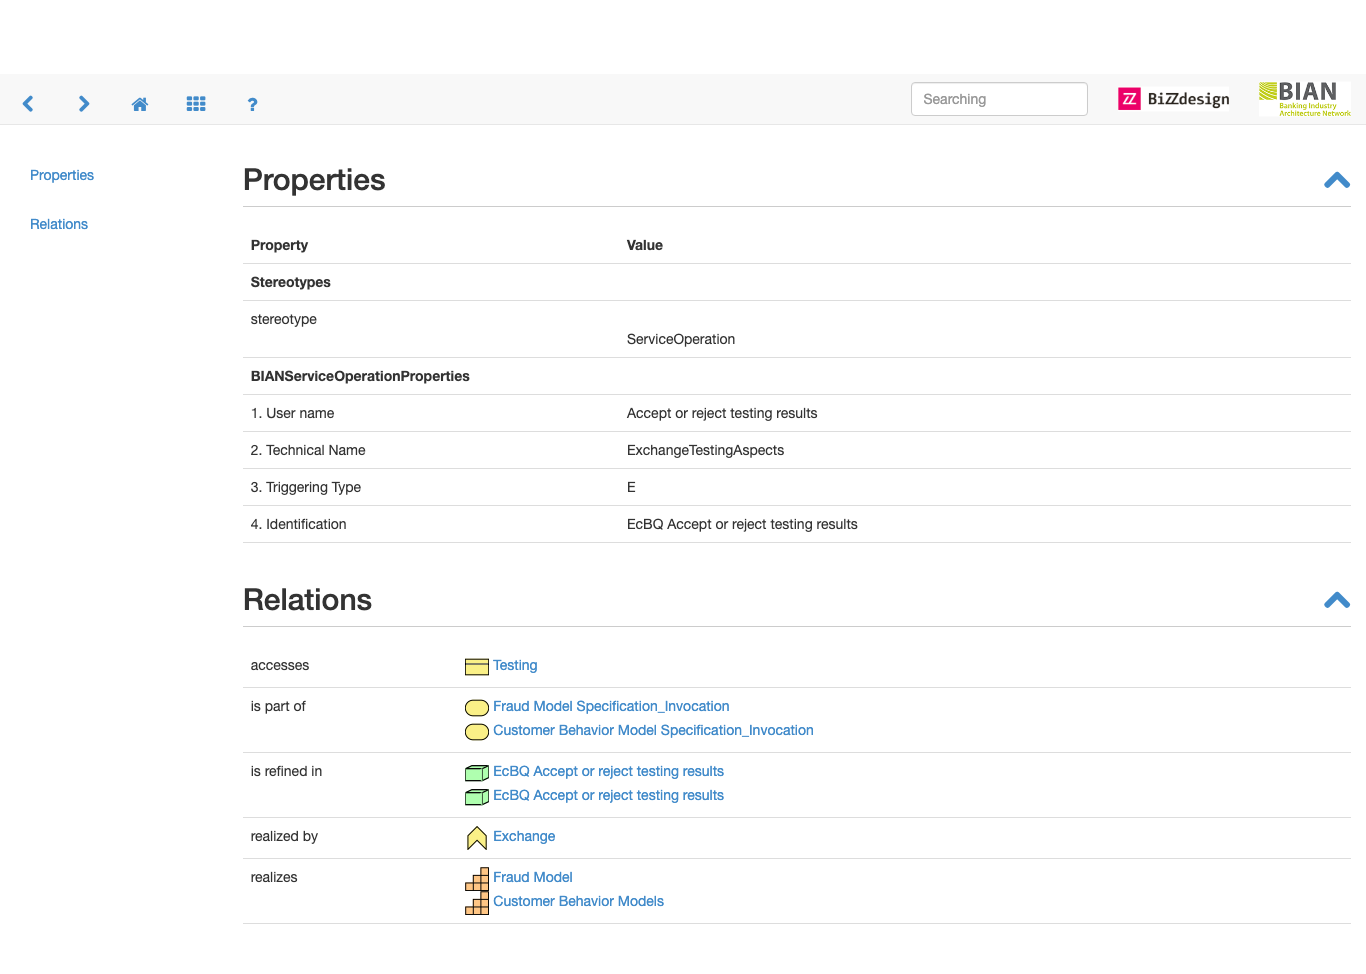 ?
Searching
BiZZdesign
BIAN
Banking Industry
Architecture Network
Properties
Relations
Properties
Property Value
Stereotypes
stereotype
ServiceOperation
BIANServiceOperationProperties
1. User name Accept or reject testing results
2. Technical Name ExchangeTestingAspects
3. Triggering Type E
4. Identification EcBQ Accept or reject testing results
Relations
accesses Testing
is part of Fraud Model Specification_Invocation
Customer Behavior Model Specification_Invocation
is refined in EcBQ Accept or reject testing results
EcBQ Accept or reject testing results
realized by Exchange
realizes Fraud Model
Customer Behavior Models